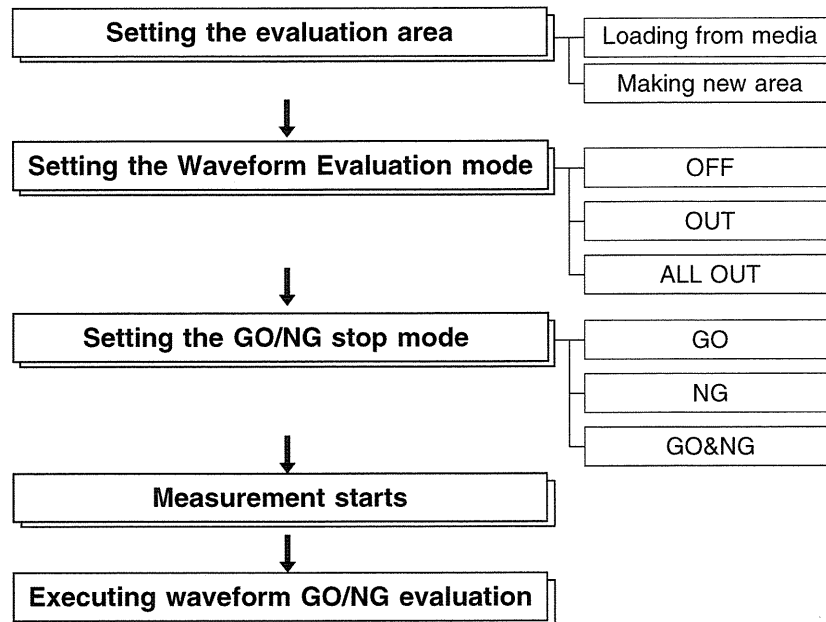 Setting the evaluation area
Loading from media
Making new area
Setting the Waveform Evaluation mode
OFF
OUT
ALL OUT
Setting the GO/NG stop mode
GO
NG
GO&NG
Measurement starts
Executing waveform GO/NG evaluation